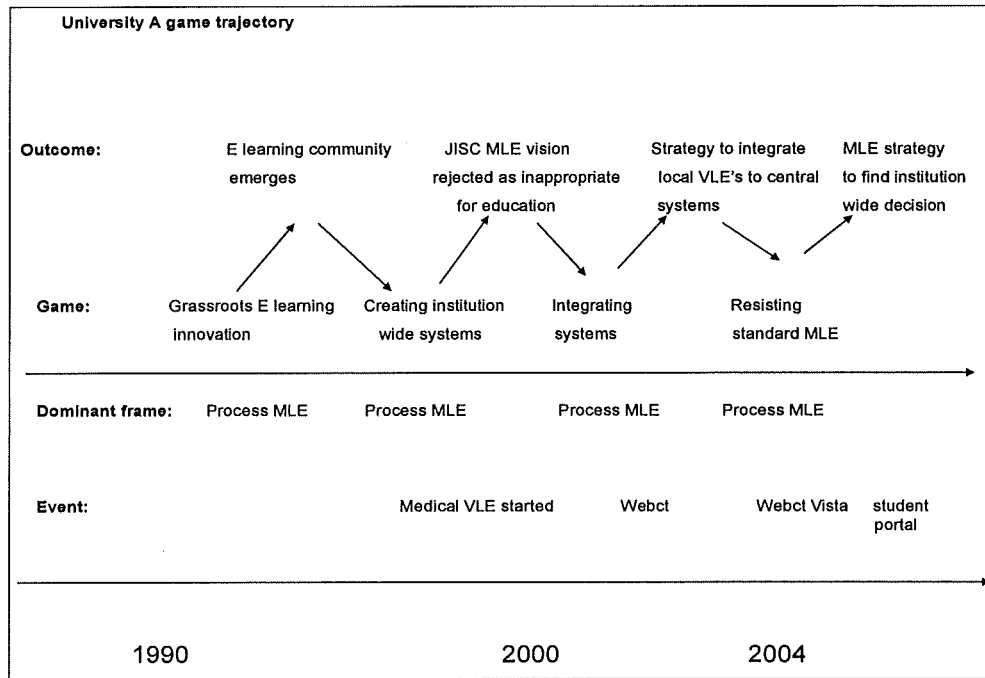 University A game trajectory
Outcome:
E learning community
emerges
JISC MLE vision
rejected as inappropriate
for education
Strategy to integrate
local VLE's to central
systems
MLE strategy
to find institution
wide decision
Game:
Grassroots E learning
innovation
Creating institution
wide systems
Integrating
systems
Resisting
standard MLE
Dominant frame:
Process MLE
Process MLE
Process MLE
Process MLE
Event:
Medical VLE started
Webct
Webct Vista
student
portal
1990
2000
2004